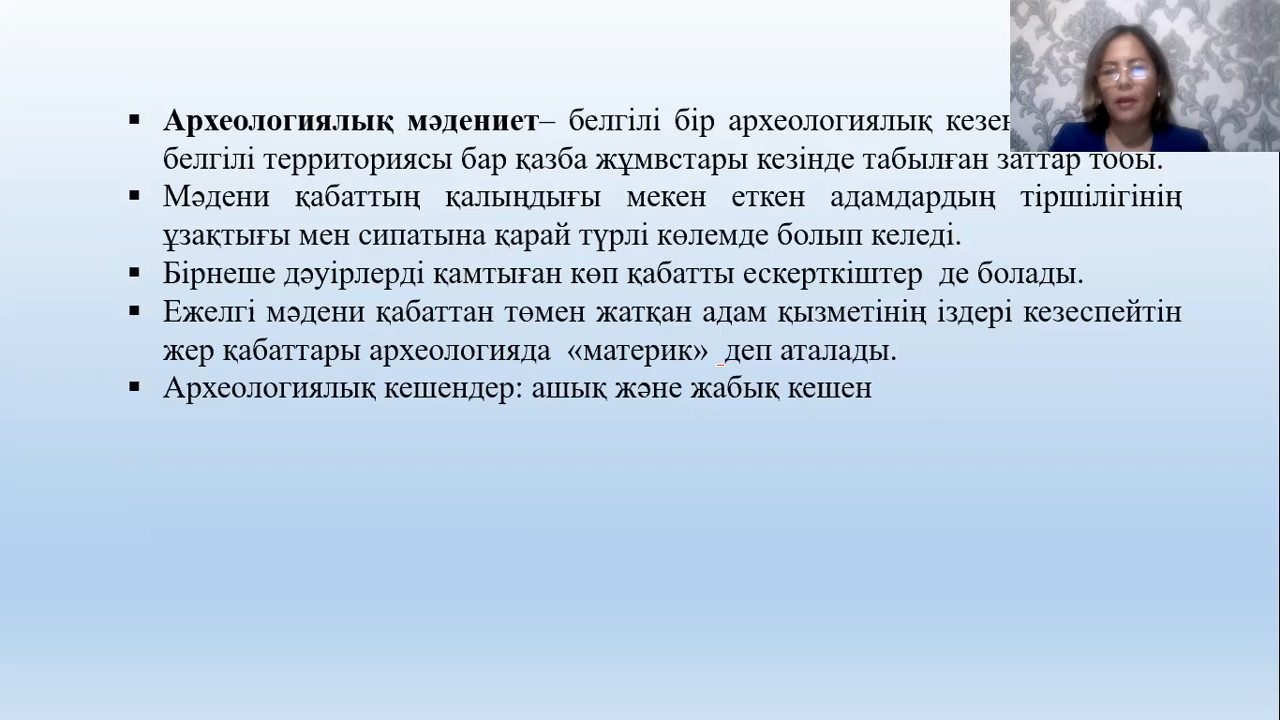 Археологиялық мәдениет– белгілі бір археологиялық
белгілі территориясы бар қазба жұмвстары кезінде табылған заттар тобы.
Мәдени қабаттың қалыңдығы мекен еткен адамдардың тіршілігінің
ұзақтығы мен сипатына қарай түрлі көлемде болып келеді.
Бірнеше дәуірлерді қамтыған көп қабатты ескерткіштер де болады.
Ежелгі мәдени қабаттан төмен жатқан адам қызметінің іздері кезеспейтін
жер қабаттары археологияда «материк» деп аталады.
Археологиялық кешендер: ашық және жабық кешен